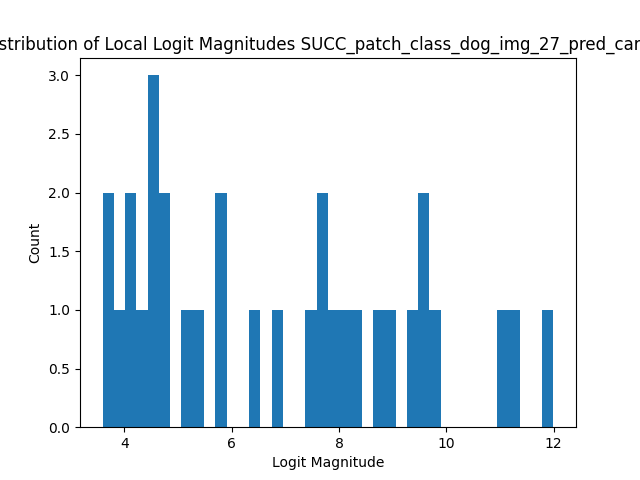 stribution of Local Logit Magnitudes SUCC_patch_class_dog_img_27_pred_car
3.0
2.5
2.0
1.5
1.0
0.5
0.0
Count
4 6 8 10 12
Logit Magnitude